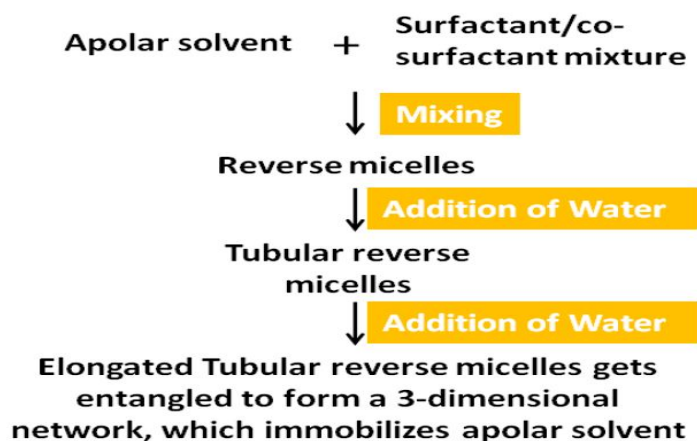 Apolar solvent + Surfactant/co-
surfactant mixture
Mixing
Reverse micelles
Addition of Water
Tubular reverse
micelles
Addition of Water
Elongated Tubular reverse micelles gets
entangled to form a 3-dimensional
network, which immobilizes apolar solvent